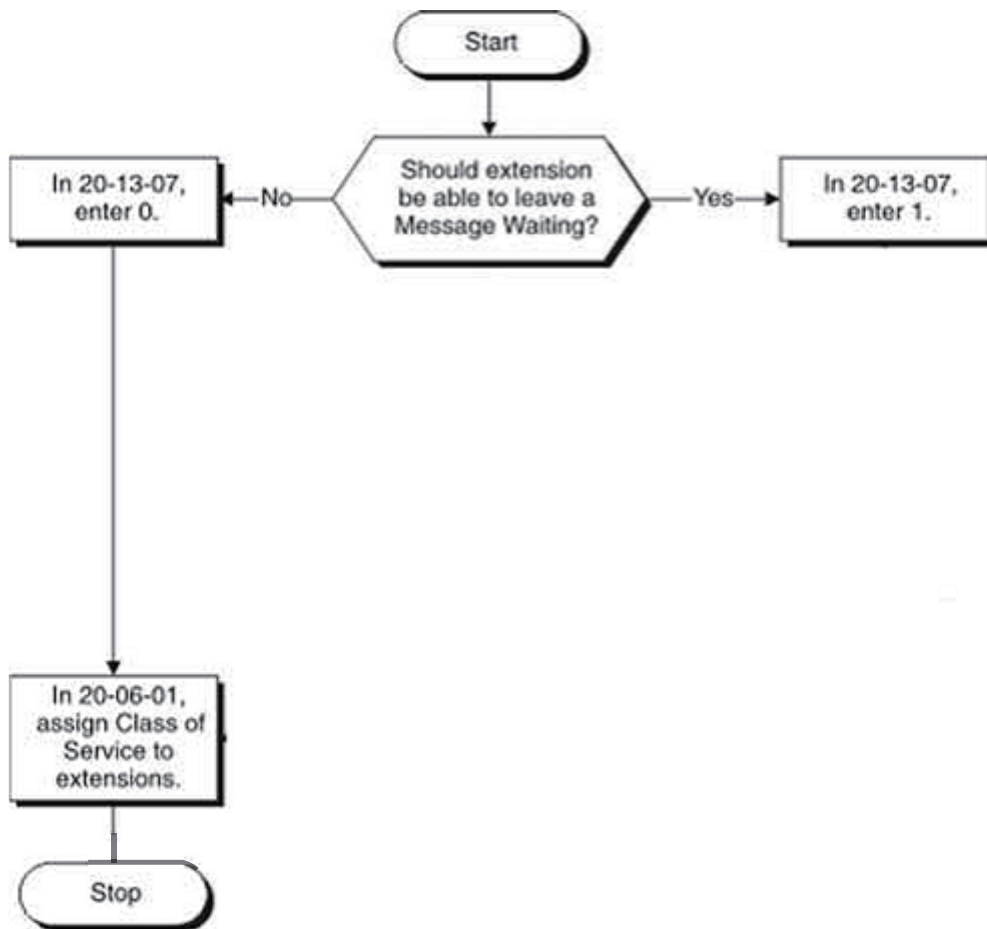 Start
Should extension
be able to leave a
Message Waiting?
No
Yes
In 20-13-07,
enter 0.
In 20-13-07,
enter 1.
In 20-06-01,
assign Class of
Service to
extensions.
Stop